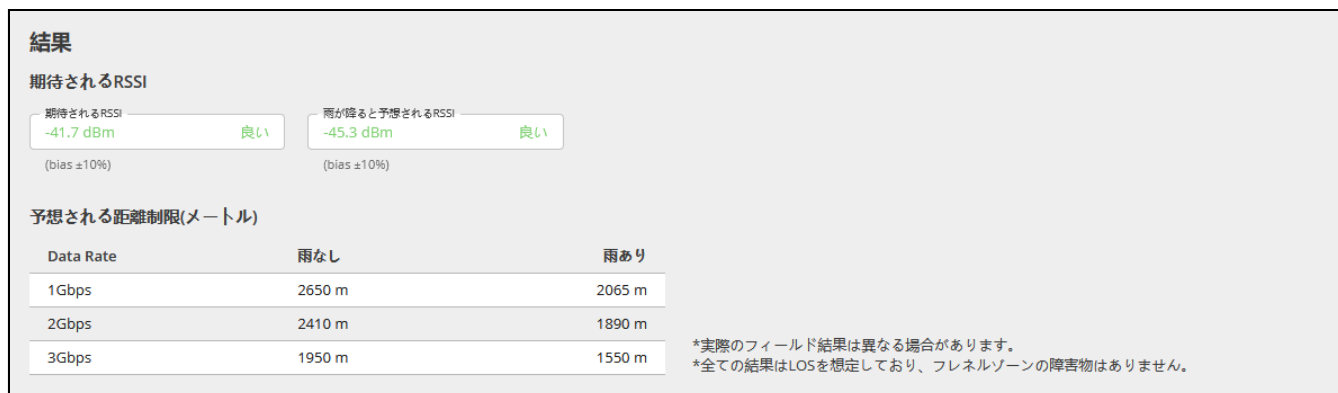 結果
期待されるRSSI
期待されるRSSI
-41.7 dBm 良い
(bias ±10%)
雨が降ると予想されるRSSI
-45.3 dBm 良い
(bias ±10%)
予想される距離制限(メートル)
Data Rate 雨なし 雨あり
1Gbps 2650 m 2065 m
2Gbps 2410 m 1890 m
3Gbps 1950 m 1550 m
*実際のフィールド結果は異なる場合があります。
*全ての結果はLOSを想定しており、フレネルゾーンの障害物はありません。